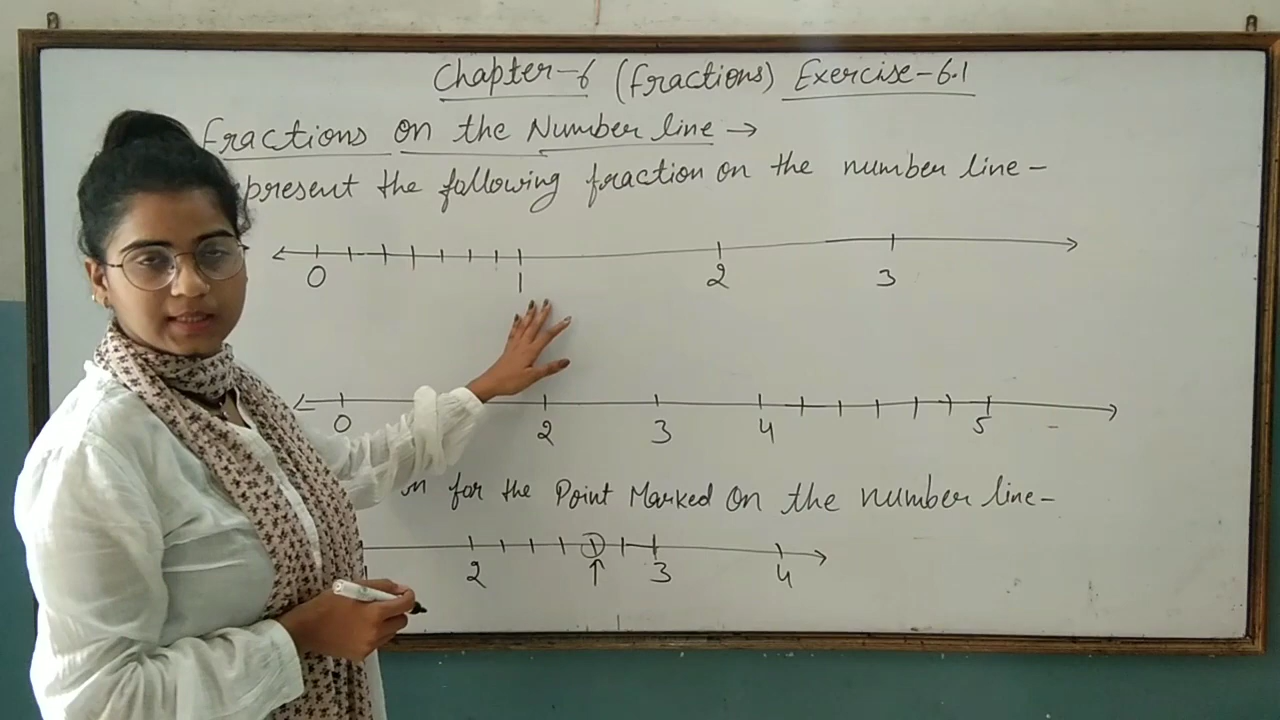 Chapter-6 (Fractions) Exercise-6.1
Fractions on the Number line →
present the following fraction on the number line -
0 1 2 3
0 2 3 4 5
for the Point Marked On the number line -
2 3 4